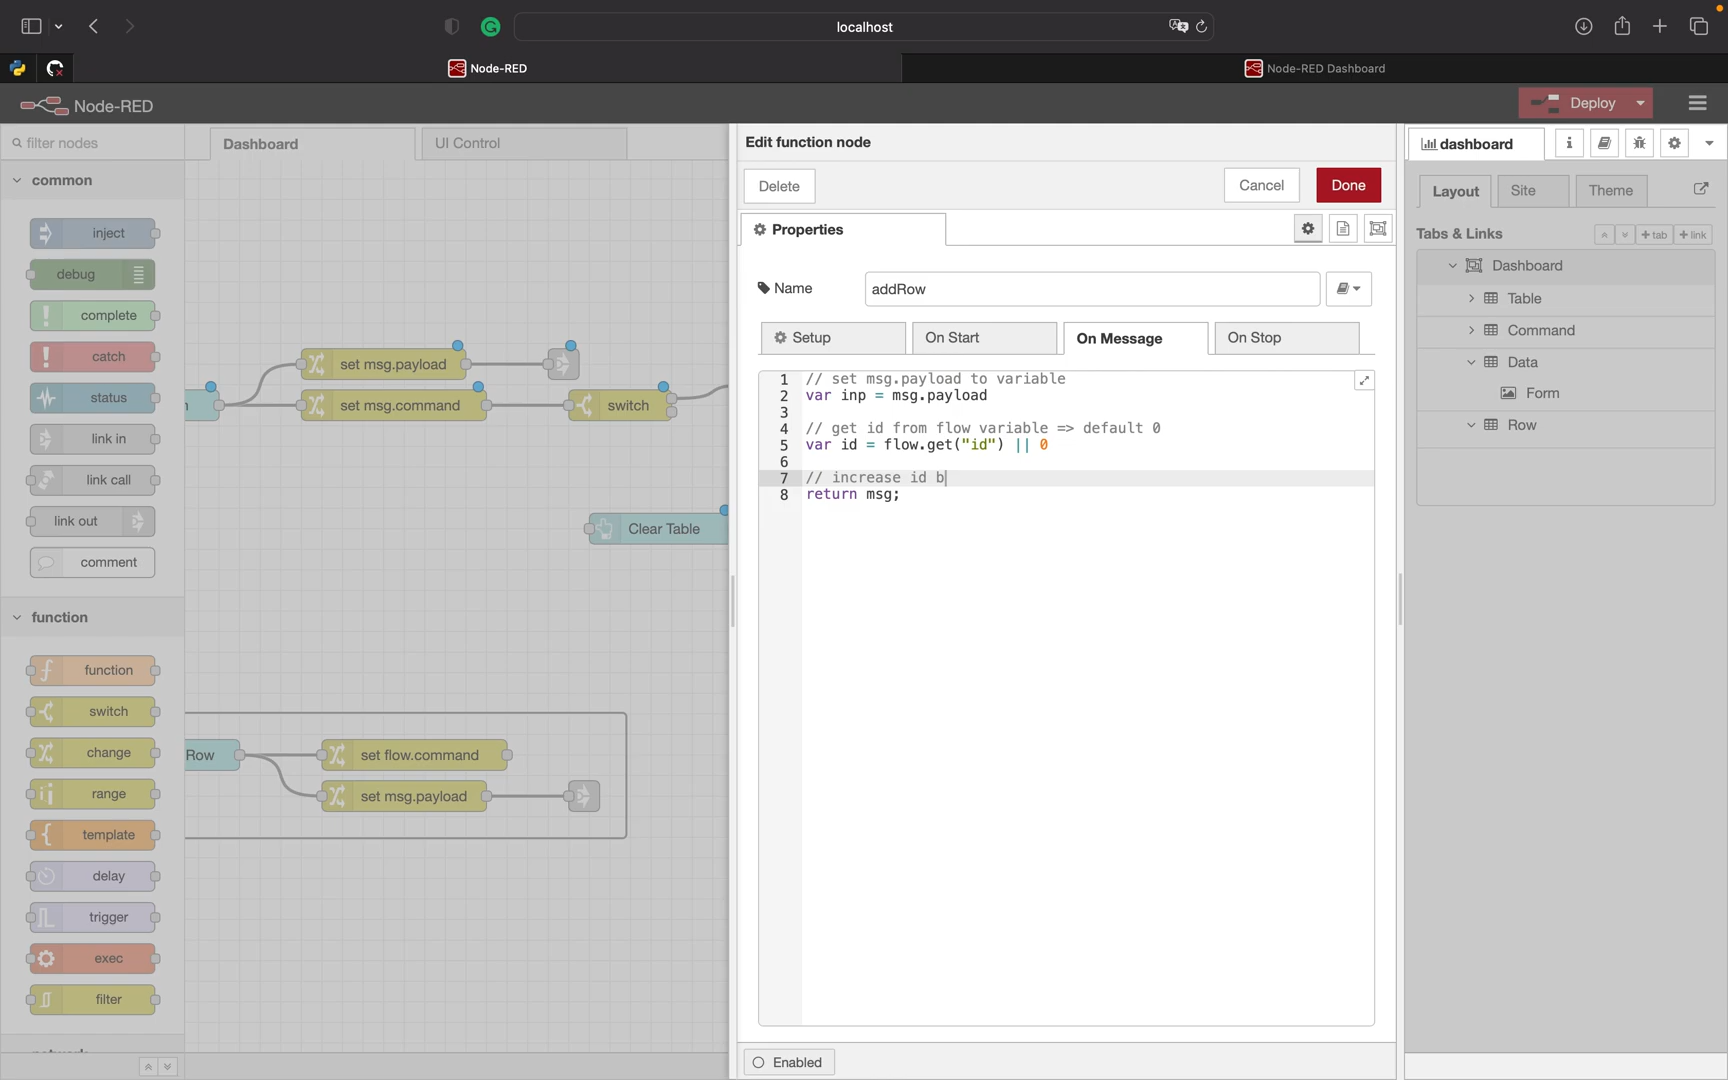 localhost
Node-RED
Node-RED Dashboard
Node-RED
Deploy
filter nodes
Dashboard
UI Control
Edit function node
dashboard
common
Delete
Cancel
Done
Layout
Site
Theme
inject
Properties
Tabs & Links
+ tab
+ link
debug
Dashboard
Name
addRow
Table
complete
Setup
On Start
On Message
On Stop
Command
catch
set msg.payload
Data
status
set msg.command
switch
Form
link in
Row
link call
link out
comment
Clear Table
1 // set msg.payload to variable
2 var inp = msg.payload
3
4 // get id from flow variable => default 0
5 var id = flow.get("id") || 0
6
7 // increase id b
8 return msg;
function
function
switch
change
Row
set flow.command
range
set msg.payload
template
delay
trigger
exec
filter
Enabled